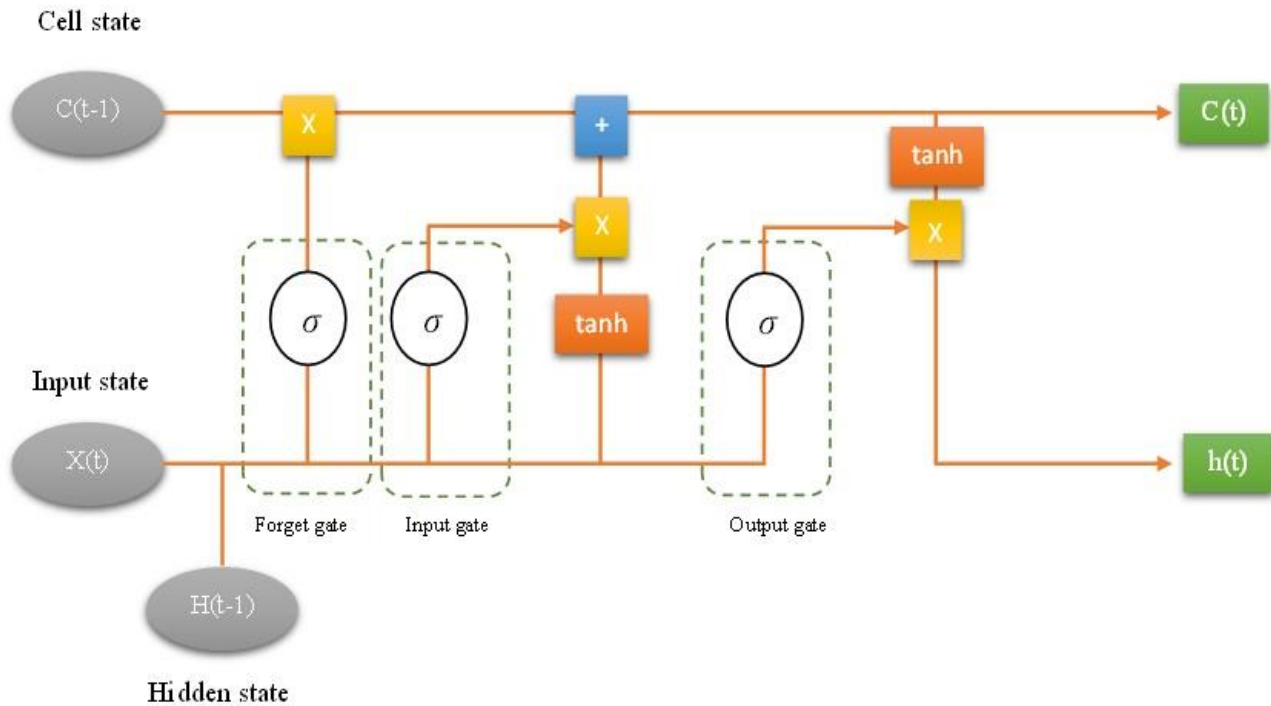 Cell state
C(t-1)
X
+
C(t)
tanh
X
X
σ
σ
tanh
σ
Input state
X(t)
h(t)
Forget gate
Input gate
Output gate
H(t-1)
Hidden state